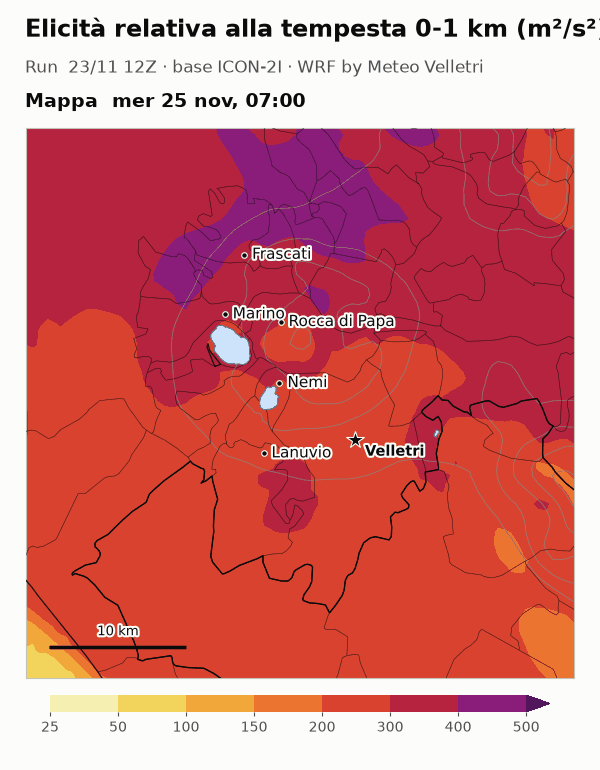 Elicità relativa alla tempesta 0-1 km (m²/s²)
Run  23/11 12Z · base ICON-2I · WRF by Meteo Velletri
Mappa  mer 25 nov, 07:00
Frascati
Marino
Rocca di Papa
Nemi
Velletri
Lanuvio
10 km
25 50 100 150 200 300 400 500